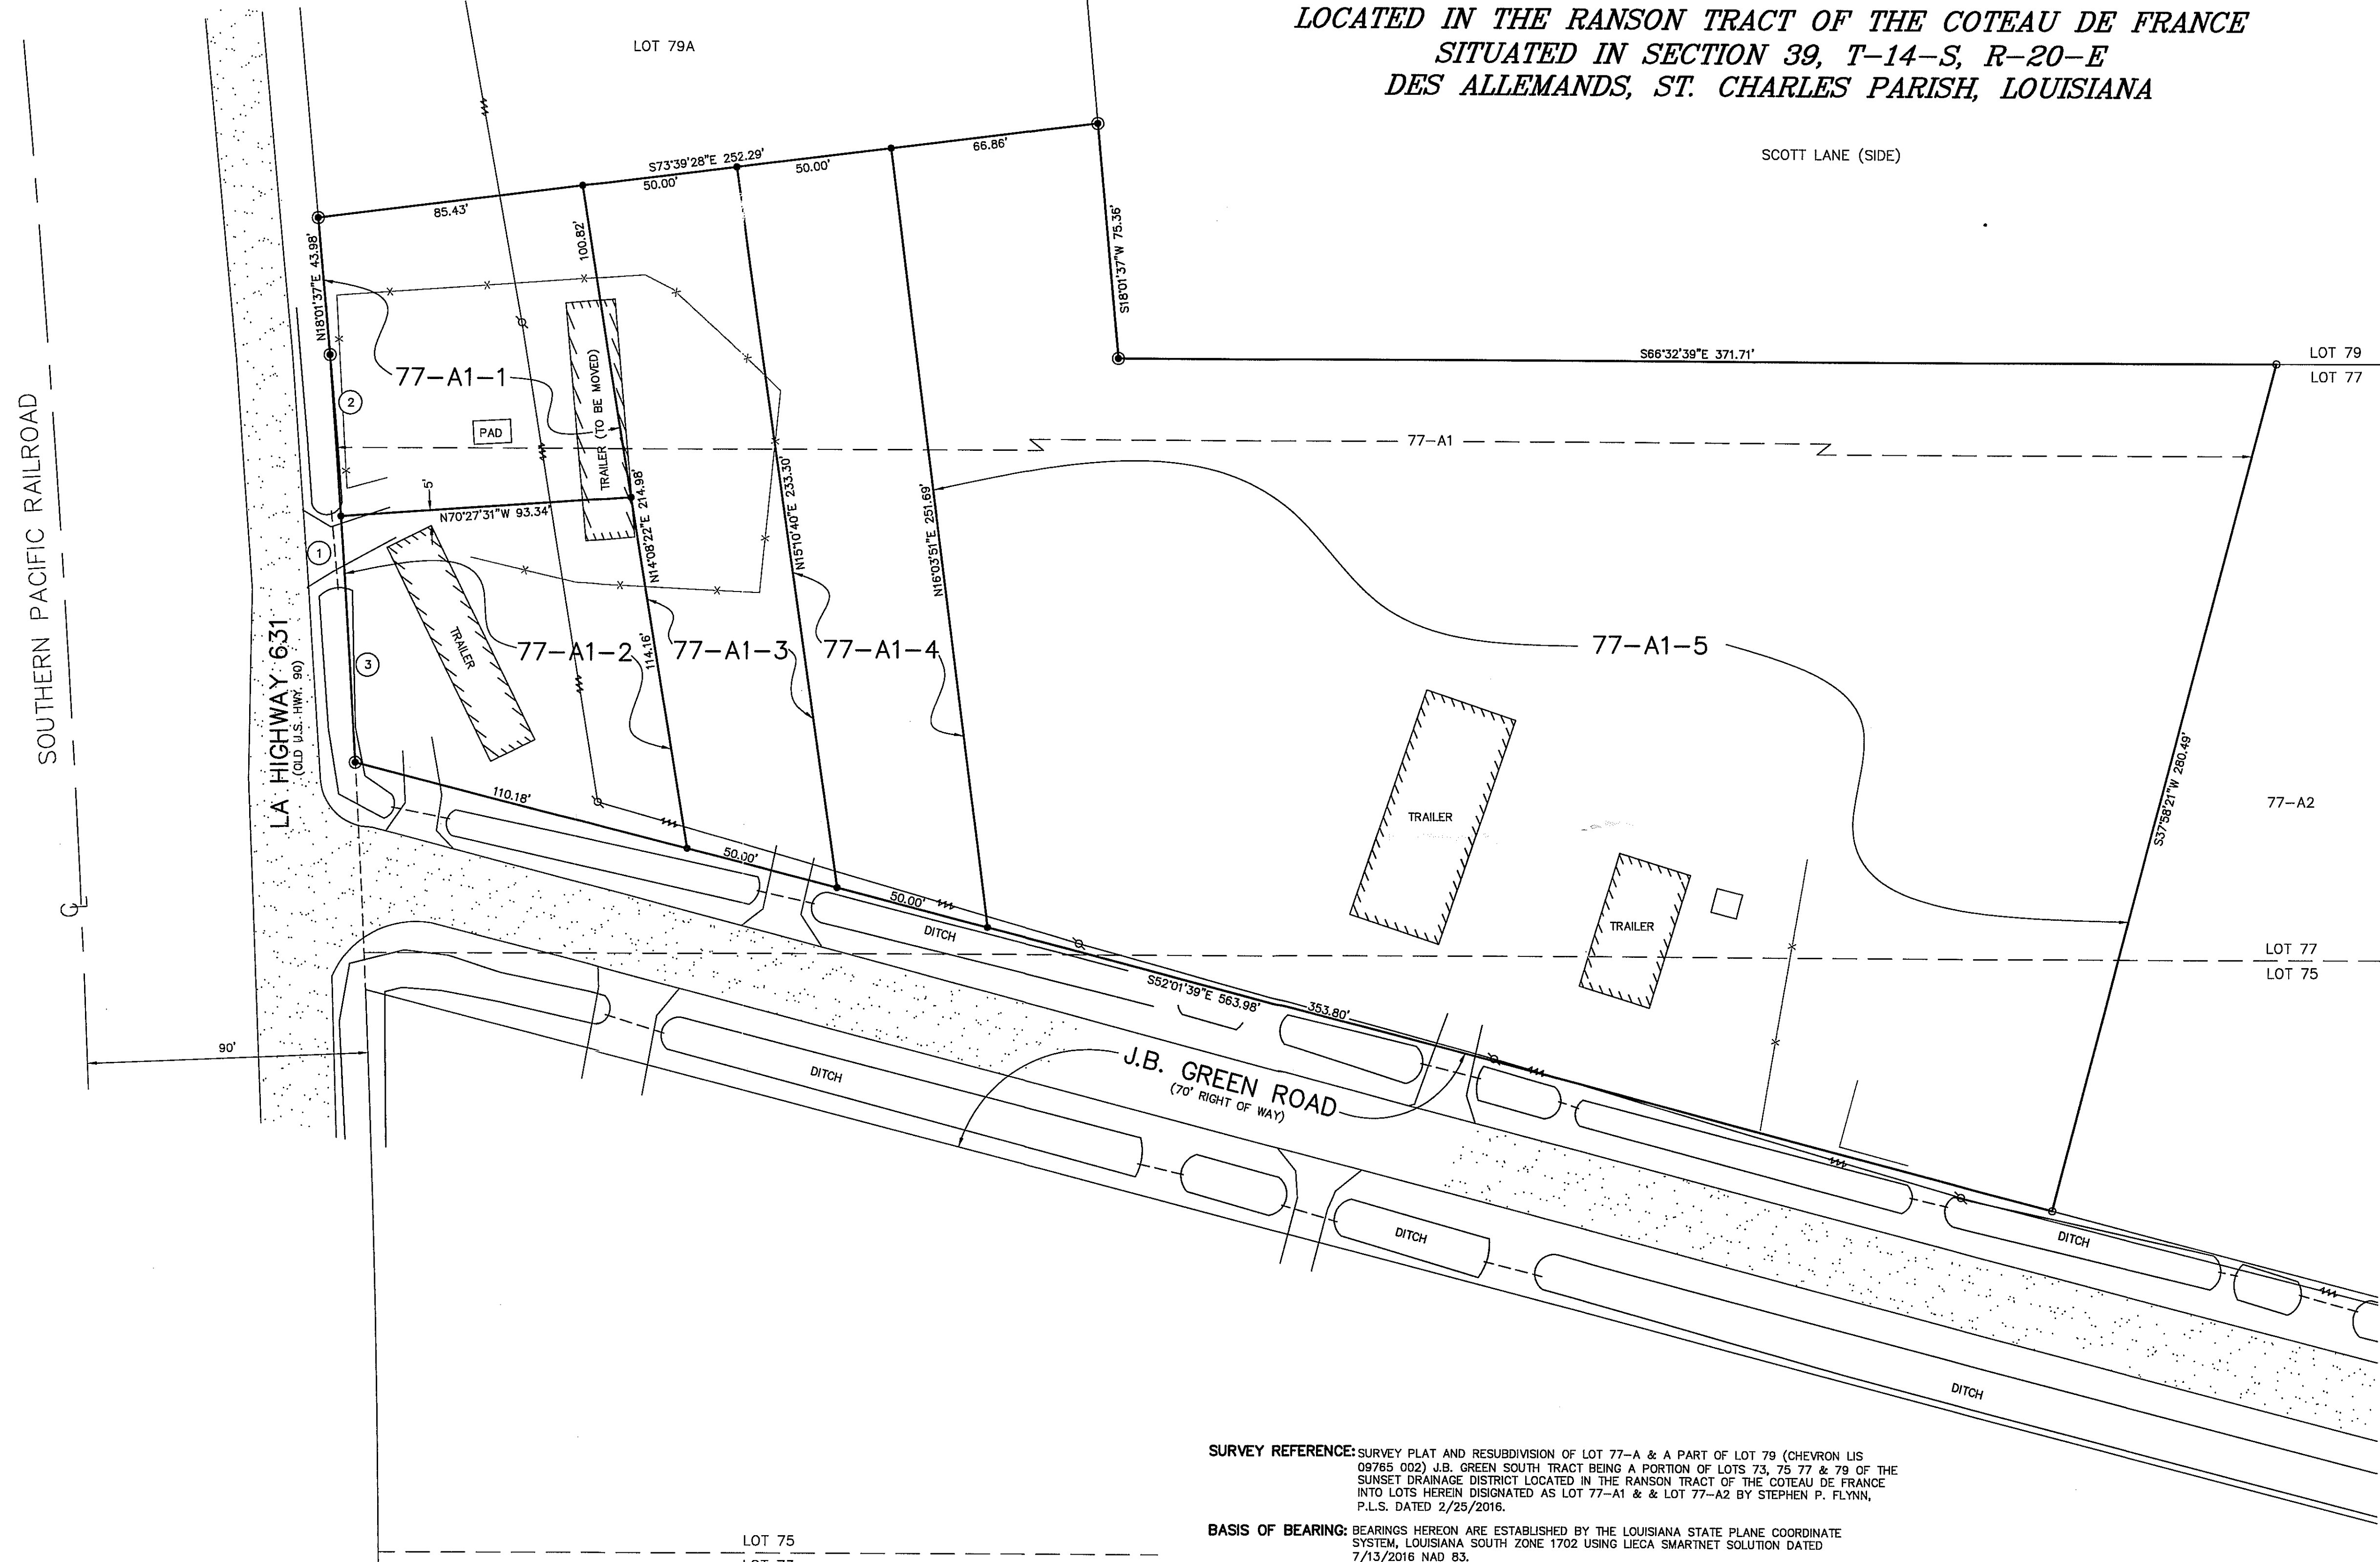 LOCATED IN THE RANSON TRACT OF THE COTEAU DE FRANCE
SITUATED IN SECTION 39, T-14-S, R-20-E
DES ALLEMANDS, ST. CHARLES PARISH, LOUISIANA
LOT 79A
SCOTT LANE (SIDE)
S73°39'28"E 252.29'
85.43'
50.00'
50.00'
66.86'
N18°01'37"E 43.98'
100.82'
S18°01'37"W 75.36'
S66°32'39"E 371.71'
LOT 79
LOT 77
77-A1-1
2
PAD
TRAILER (TO BE MOVED)
77-A1
5'
N70°27'31"W 93.34'
N14°08'22"E 214.98'
N15°10'40"E 233.30'
N16°03'51"E 251.69'
1
SOUTHERN PACIFIC RAILROAD
LA HIGHWAY 631
(OLD U.S. HWY. 90)
3
TRAILER
77-A1-2
114.16'
77-A1-3
77-A1-4
77-A1-5
S37°58'21"W 280.49'
77-A2
110.18'
50.00'
50.00'
DITCH
TRAILER
TRAILER
CL
LOT 77
LOT 75
S52°01'39"E 563.98'
353.80'
90'
DITCH
J.B. GREEN ROAD
(70' RIGHT OF WAY)
DITCH
DITCH
DITCH
SURVEY REFERENCE: SURVEY PLAT AND RESUBDIVISION OF LOT 77-A & A PART OF LOT 79 (CHEVRON LIS
09765 002) J.B. GREEN SOUTH TRACT BEING A PORTION OF LOTS 73, 75 77 & 79 OF THE
SUNSET DRAINAGE DISTRICT LOCATED IN THE RANSON TRACT OF THE COTEAU DE FRANCE
INTO LOTS HEREIN DISIGNATED AS LOT 77-A1 & & LOT 77-A2 BY STEPHEN P. FLYNN,
P.L.S. DATED 2/25/2016.
BASIS OF BEARING: BEARINGS HEREON ARE ESTABLISHED BY THE LOUISIANA STATE PLANE COORDINATE
SYSTEM, LOUISIANA SOUTH ZONE 1702 USING LIECA SMARTNET SOLUTION DATED
7/13/2016 NAD 83.
LOT 75